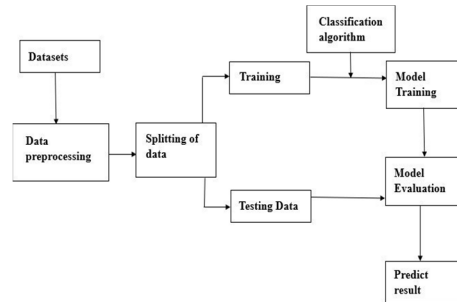 Classification
algorithm
Datasets
Training
Model
Training
Data
preprocessing
Splitting of
data
Model
Evaluation
Testing Data
Predict
result